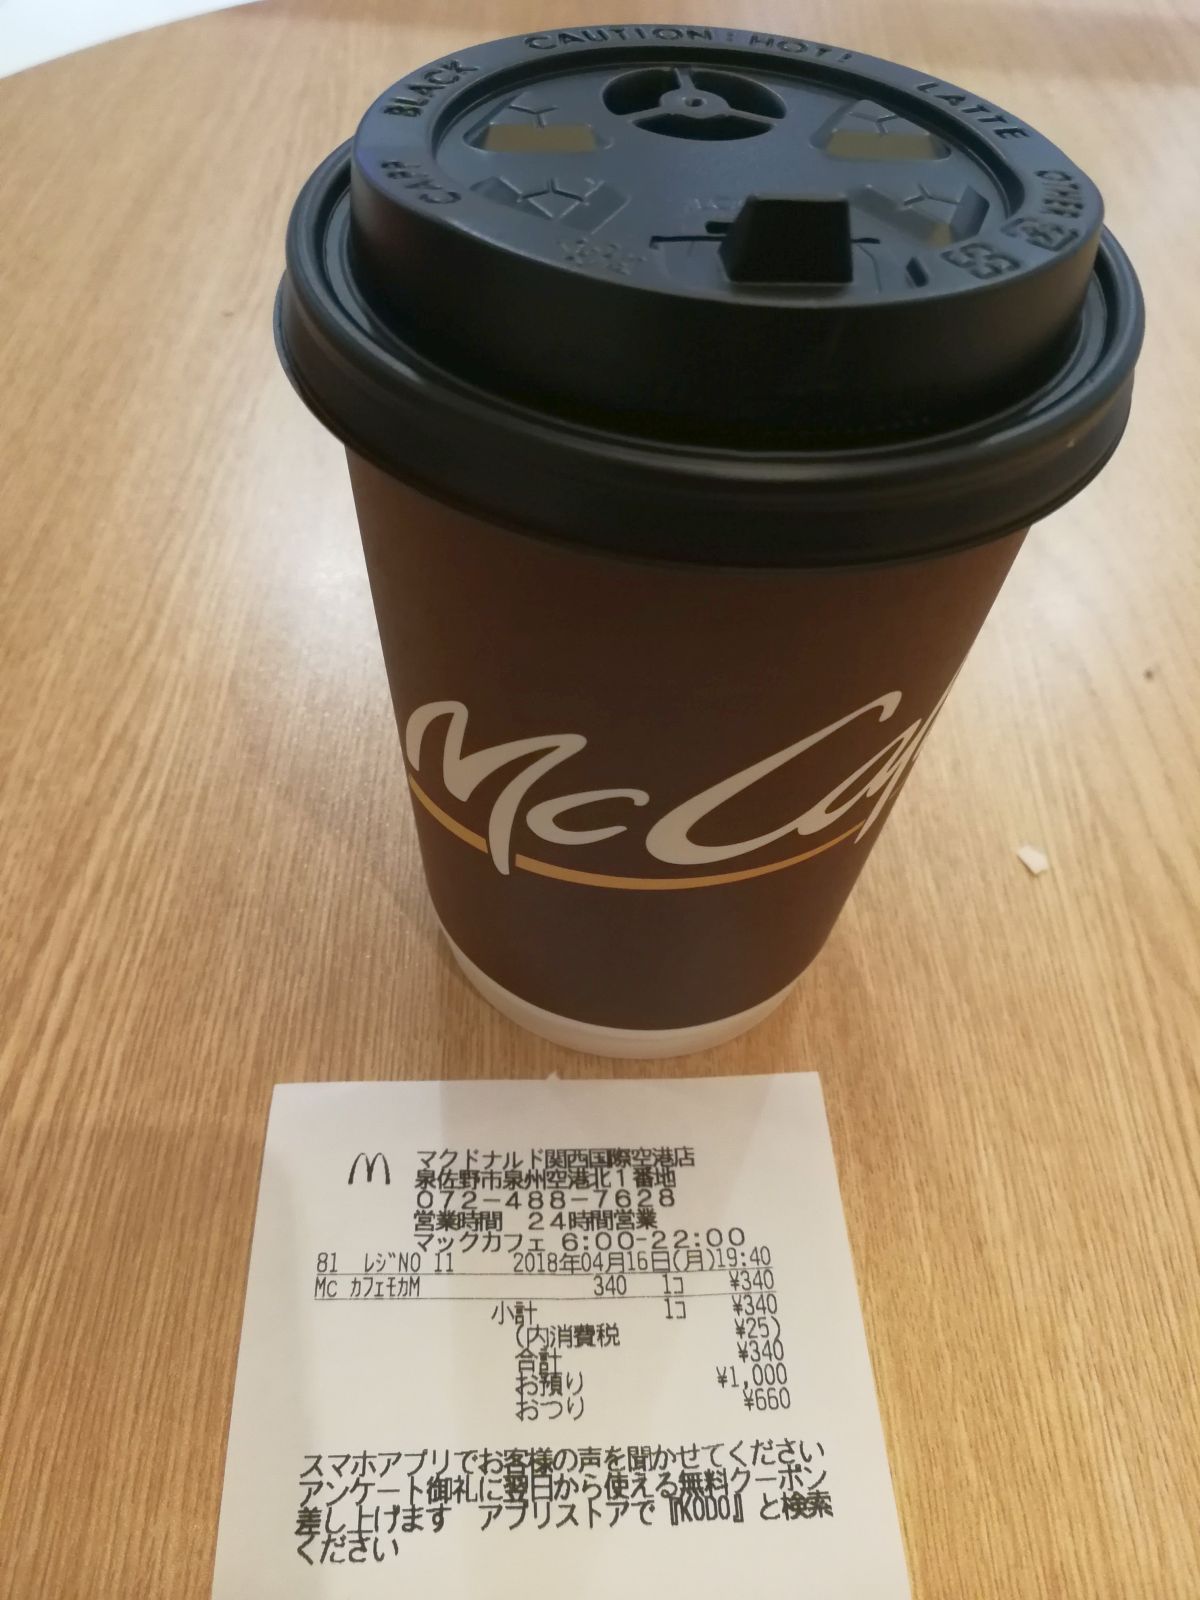 CAUTION: HOT!
BLACK
LATTE
CAPP
OTHER
McCaf
マクドナルド関西国際空港店
泉佐野市泉州空港北1番地
072-488-7628
営業時間 24時間営業
マックカフェ 6:00-22:00
81 ﾚｼﾞNO 11 2018年04月16日(月)19:40
Mc ｶﾌｪﾓｶM 340 1ｺ ¥340
小計 1ｺ ¥340
(内消費税 ¥25)
合計 ¥340
お預り ¥1,000
おつり ¥660
スマホアプリでお客様の声を聞かせてください
アンケート御礼に翌日から使える無料クーポン
差し上げます アプリストアで『KODO』と検索
ください